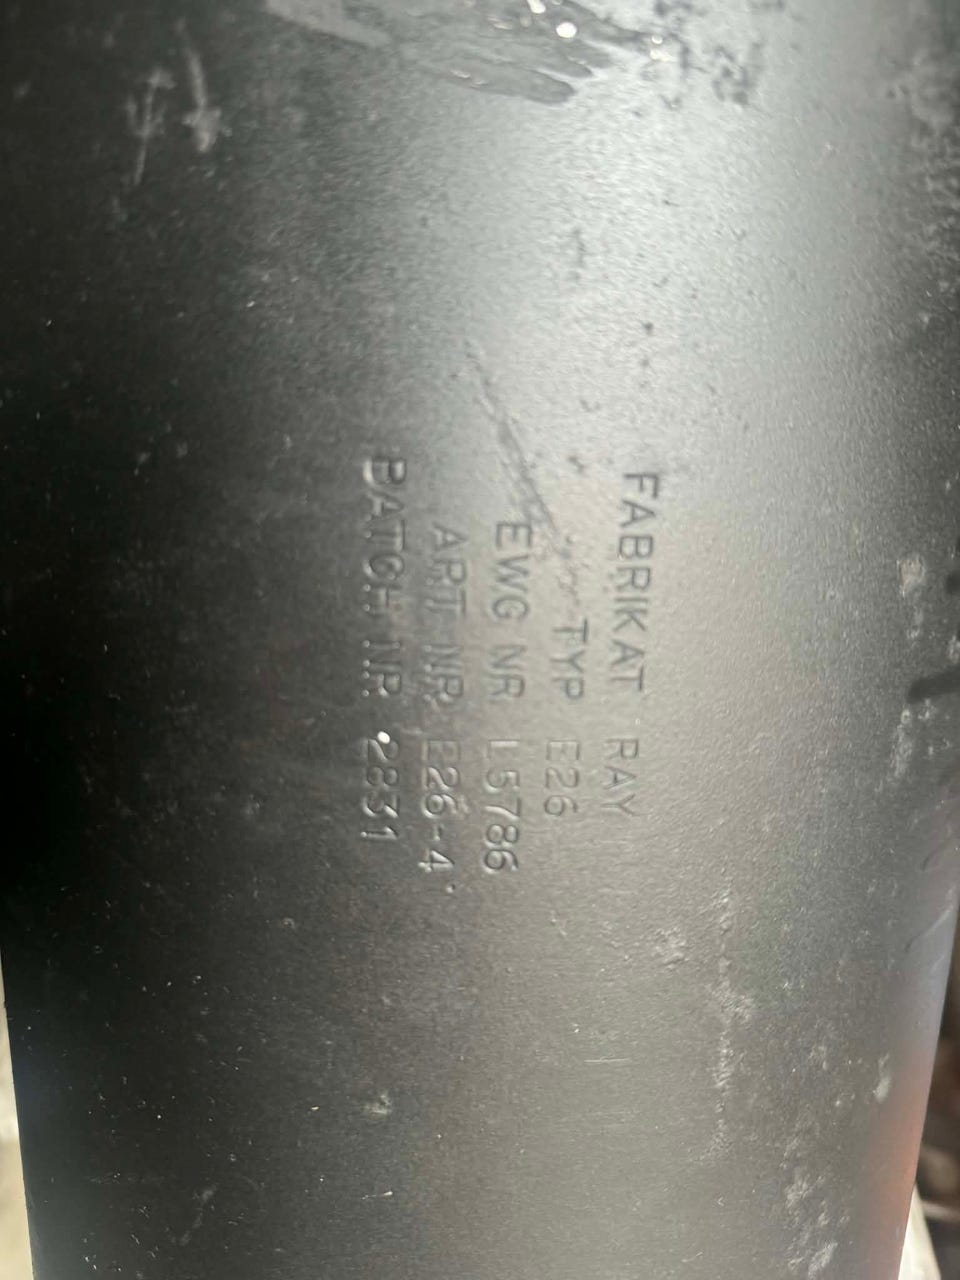 FABRIKAT RAY
TYP E26
EWG NR L5786
ART NR E26-4
BATCH NR 2831